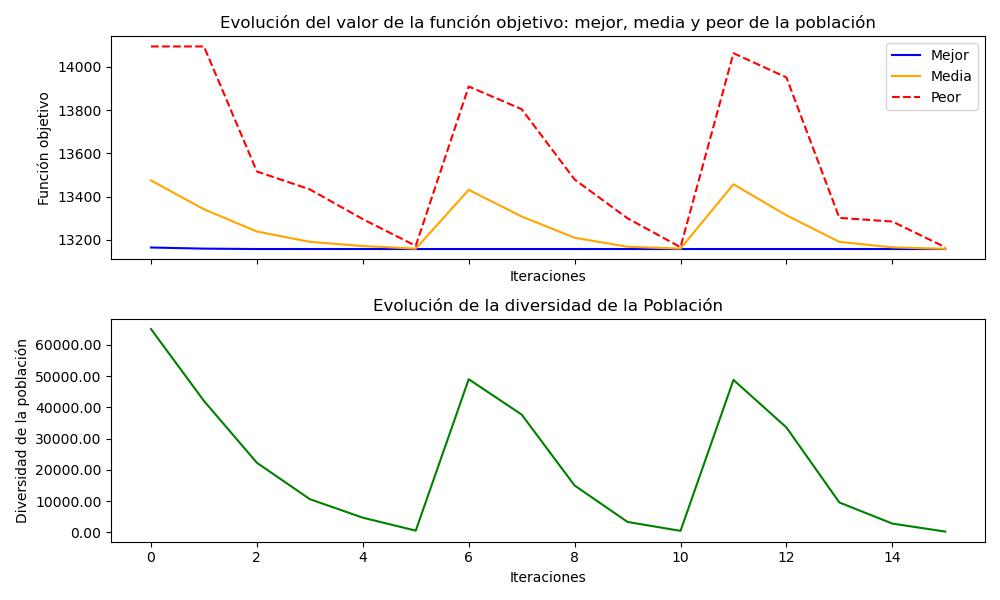 Evolución del valor de la función objetivo: mejor, media y peor de la población
Función objetivo
14000
13800
13600
13400
13200
Mejor
Media
Peor
Iteraciones
Evolución de la diversidad de la Población
Diversidad de la población
60000.00
50000.00
40000.00
30000.00
20000.00
10000.00
0.00
0 2 4 6 8 10 12 14
Iteraciones